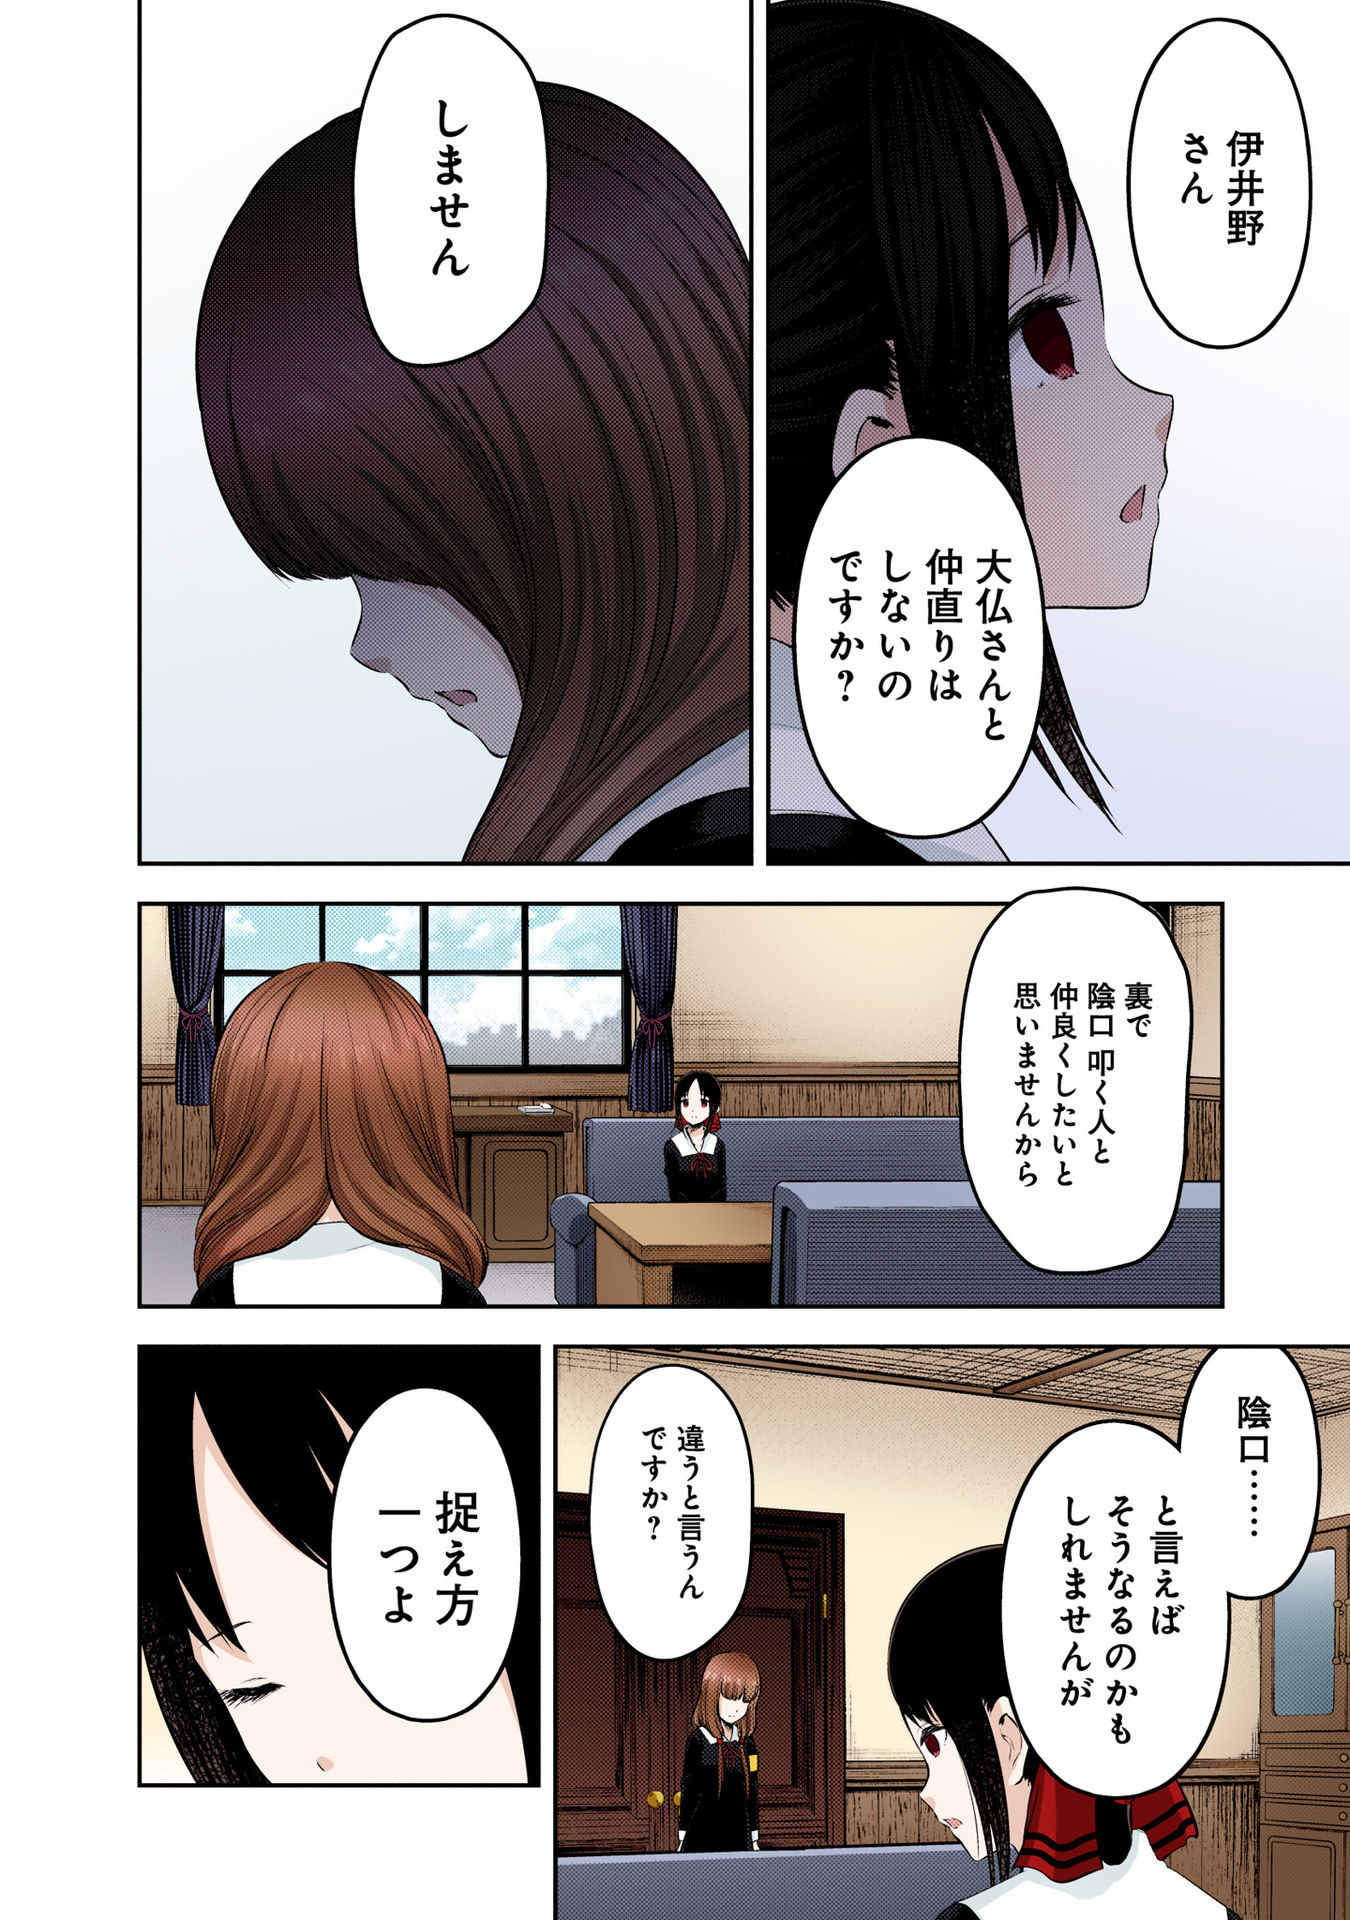 伊井野
さん
大仏さんと
仲直りは
しないの
ですか？
しません
裏で
陰口 叩く人と
仲良くしたいと
思いませんから
陰口……
と言えば
そうなるのかも
しれませんが
違うと言うん
ですか？
捉え方
一つよ